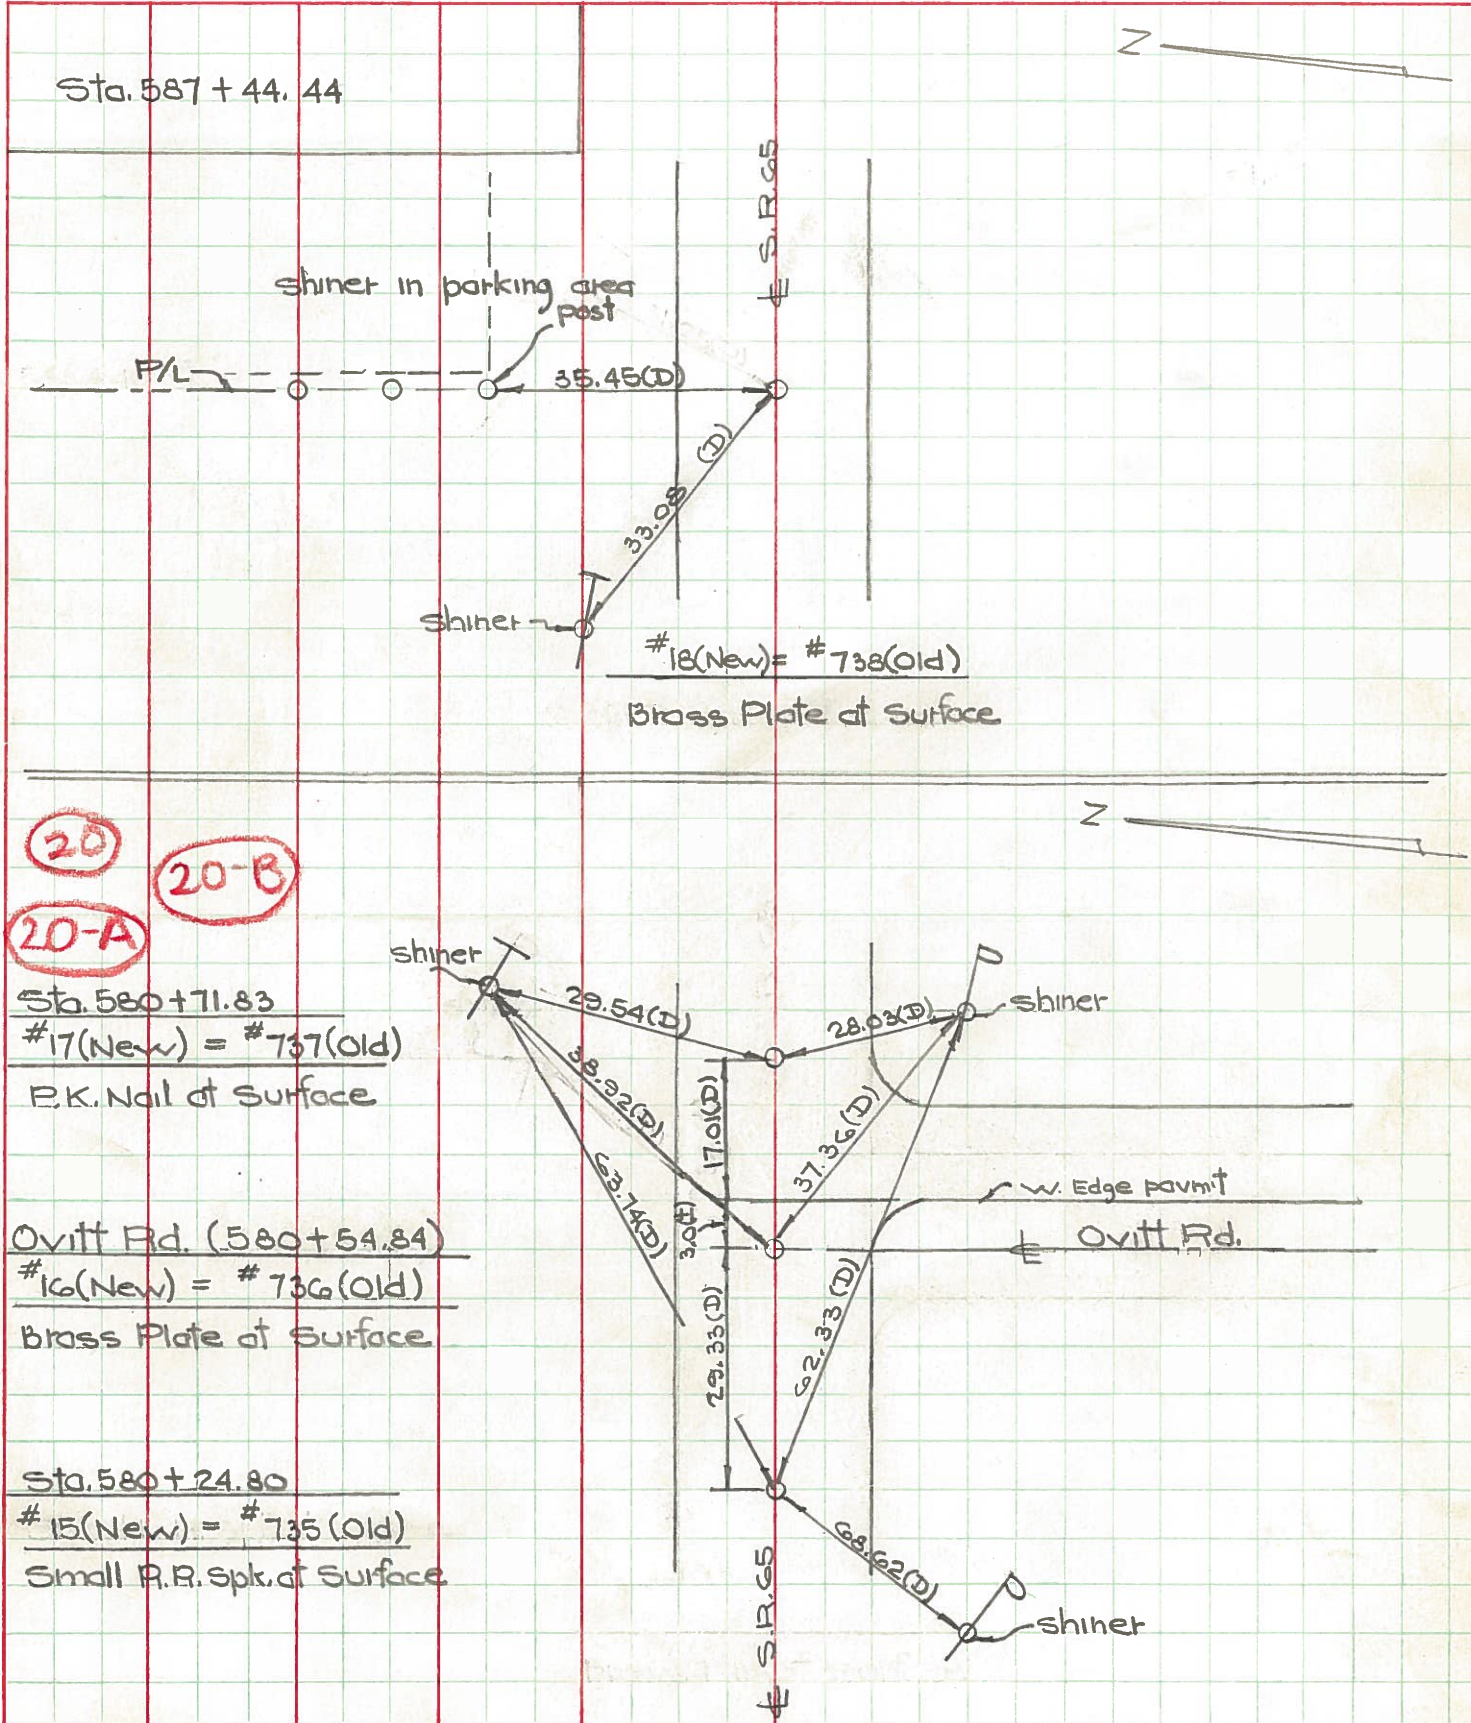 Sta. 587 + 44.44
N
℄ S.R. 65
shiner in parking area
post
P/L
35.45(D)
33.08 (D)
shiner
#18(New) = #738(Old)
Brass Plate at Surface
N
20
20-B
20-A
shiner
shiner
Sta. 580+71.83
#17(New) = #737(Old)
P.K. Nail at Surface
29.54(D)
28.03(D)
38.92(D)
17.01(D)
37.36(D)
63.74(D)
3.0(±)
W. Edge pavm't
Ovitt Rd. (580+54.84)
#16(New) = #736(Old)
Brass Plate at Surface
℄ Ovitt Rd.
29.33(D)
62.33(D)
Sta. 580+24.80
#15(New) = #735(Old)
Small R.R. Spk. at Surface
68.62(D)
shiner
℄ S.R. 65